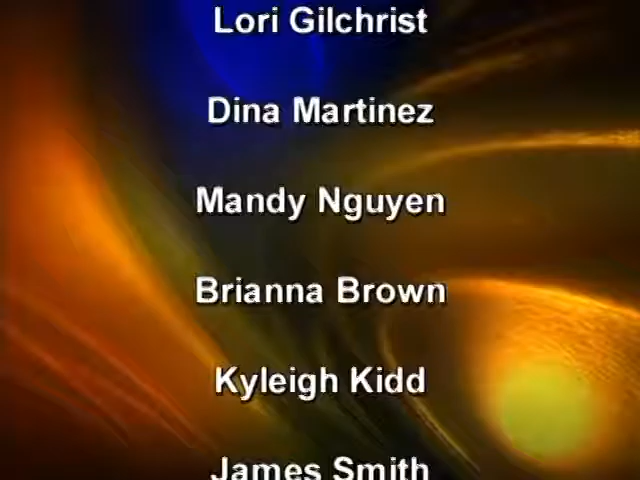 Lori Gilchrist
Dina Martinez
Mandy Nguyen
Brianna Brown
Kyleigh Kidd
James Smith